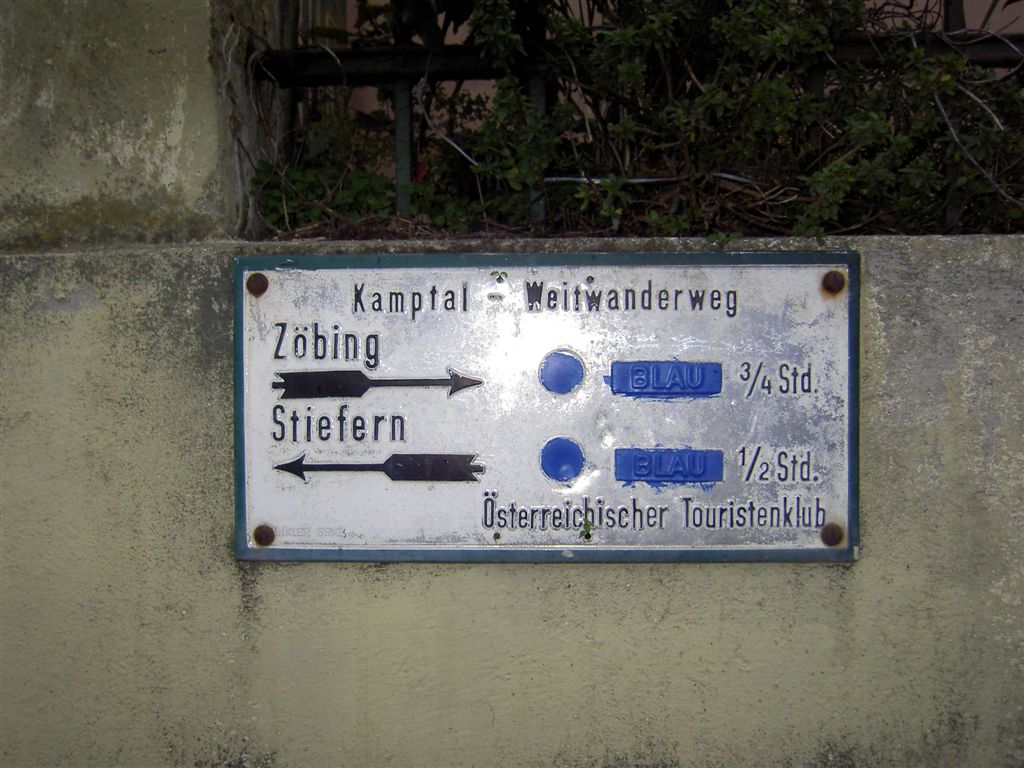 Kamptal - Weitwanderweg
Zöbing
BLAU 3/4 Std.
Stiefern
BLAU 1/2 Std.
Österreichischer Touristenklub